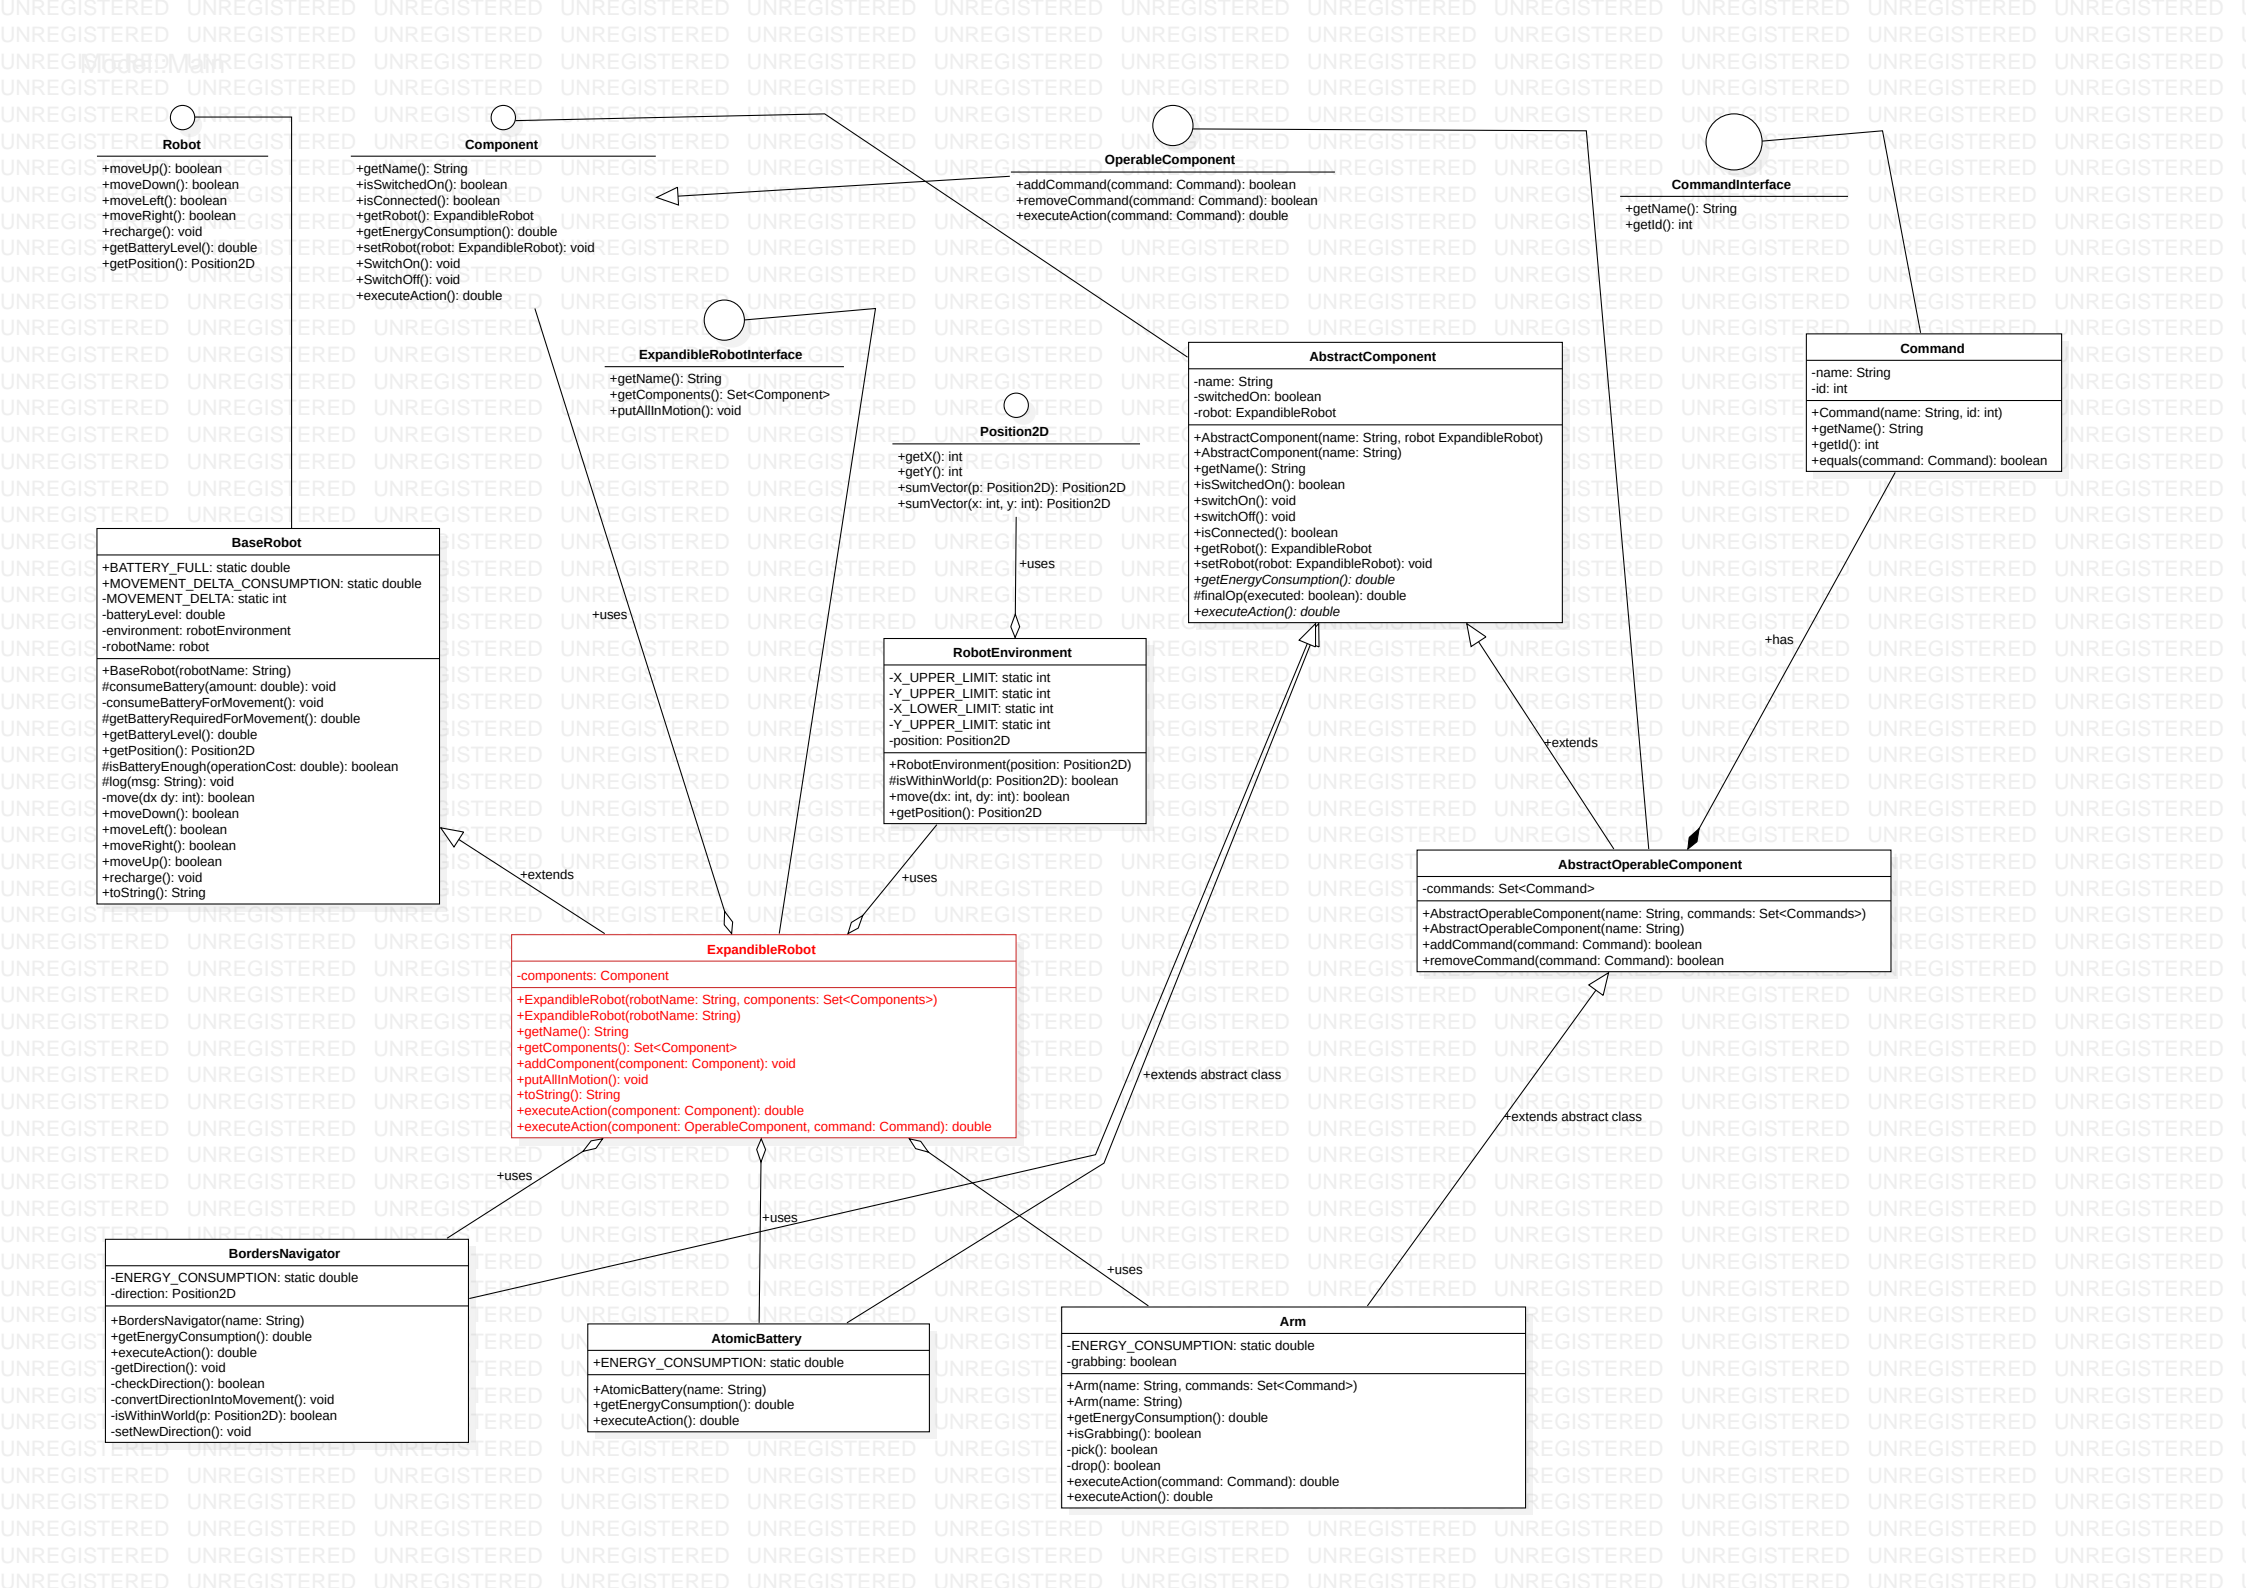 Model::Main
Robot
+moveUp(): boolean
+moveDown(): boolean
+moveLeft(): boolean
+moveRight(): boolean
+recharge(): void
+getBatteryLevel(): double
+getPosition(): Position2D
Component
+getName(): String
+isSwitchedOn(): boolean
+isConnected(): boolean
+getRobot(): ExpandibleRobot
+getEnergyConsumption(): double
+setRobot(robot: ExpandibleRobot): void
+SwitchOn(): void
+SwitchOff(): void
+executeAction(): double
OperableComponent
+addCommand(command: Command): boolean
+removeCommand(command: Command): boolean
+executeAction(command: Command): double
CommandInterface
+getName(): String
+getId(): int
ExpandibleRobotInterface
+getName(): String
+getComponents(): Set<Component>
+putAllInMotion(): void
Position2D
+getX(): int
+getY(): int
+sumVector(p: Position2D): Position2D
+sumVector(x: int, y: int): Position2D
AbstractComponent
-name: String
-switchedOn: boolean
-robot: ExpandibleRobot
+AbstractComponent(name: String, robot ExpandibleRobot)
+AbstractComponent(name: String)
+getName(): String
+isSwitchedOn(): boolean
+switchOn(): void
+switchOff(): void
+isConnected(): boolean
+getRobot(): ExpandibleRobot
+setRobot(robot: ExpandibleRobot): void
+getEnergyConsumption(): double
#finalOp(executed: boolean): double
+executeAction(): double
Command
-name: String
-id: int
+Command(name: String, id: int)
+getName(): String
+getId(): int
+equals(command: Command): boolean
BaseRobot
+BATTERY_FULL: static double
+MOVEMENT_DELTA_CONSUMPTION: static double
-MOVEMENT_DELTA: static int
-batteryLevel: double
-environment: robotEnvironment
-robotName: robot
+BaseRobot(robotName: String)
#consumeBattery(amount: double): void
-consumeBatteryForMovement(): void
#getBatteryRequiredForMovement(): double
+getBatteryLevel(): double
+getPosition(): Position2D
#isBatteryEnough(operationCost: double): boolean
#log(msg: String): void
-move(dx dy: int): boolean
+moveDown(): boolean
+moveLeft(): boolean
+moveRight(): boolean
+moveUp(): boolean
+recharge(): void
+toString(): String
+uses
+uses
RobotEnvironment
-X_UPPER_LIMIT: static int
-Y_UPPER_LIMIT: static int
-X_LOWER_LIMIT: static int
-Y_UPPER_LIMIT: static int
-position: Position2D
+RobotEnvironment(position: Position2D)
#isWithinWorld(p: Position2D): boolean
+move(dx: int, dy: int): boolean
+getPosition(): Position2D
+has
+extends
+extends
+uses
AbstractOperableComponent
-commands: Set<Command>
+AbstractOperableComponent(name: String, commands: Set<Commands>)
+AbstractOperableComponent(name: String)
+addCommand(command: Command): boolean
+removeCommand(command: Command): boolean
ExpandibleRobot
-components: Component
+ExpandibleRobot(robotName: String, components: Set<Components>)
+ExpandibleRobot(robotName: String)
+getName(): String
+getComponents(): Set<Component>
+addComponent(component: Component): void
+putAllInMotion(): void
+toString(): String
+executeAction(component: Component): double
+executeAction(component: OperableComponent, command: Command): double
+extends abstract class
+extends abstract class
+uses
+uses
+uses
BordersNavigator
-ENERGY_CONSUMPTION: static double
-direction: Position2D
+BordersNavigator(name: String)
+getEnergyConsumption(): double
+executeAction(): double
-getDirection(): void
-checkDirection(): boolean
-convertDirectionIntoMovement(): void
-isWithinWorld(p: Position2D): boolean
-setNewDirection(): void
AtomicBattery
+ENERGY_CONSUMPTION: static double
+AtomicBattery(name: String)
+getEnergyConsumption(): double
+executeAction(): double
Arm
-ENERGY_CONSUMPTION: static double
-grabbing: boolean
+Arm(name: String, commands: Set<Command>)
+Arm(name: String)
+getEnergyConsumption(): double
+isGrabbing(): boolean
-pick(): boolean
-drop(): boolean
+executeAction(command: Command): double
+executeAction(): double
UNREGISTERED